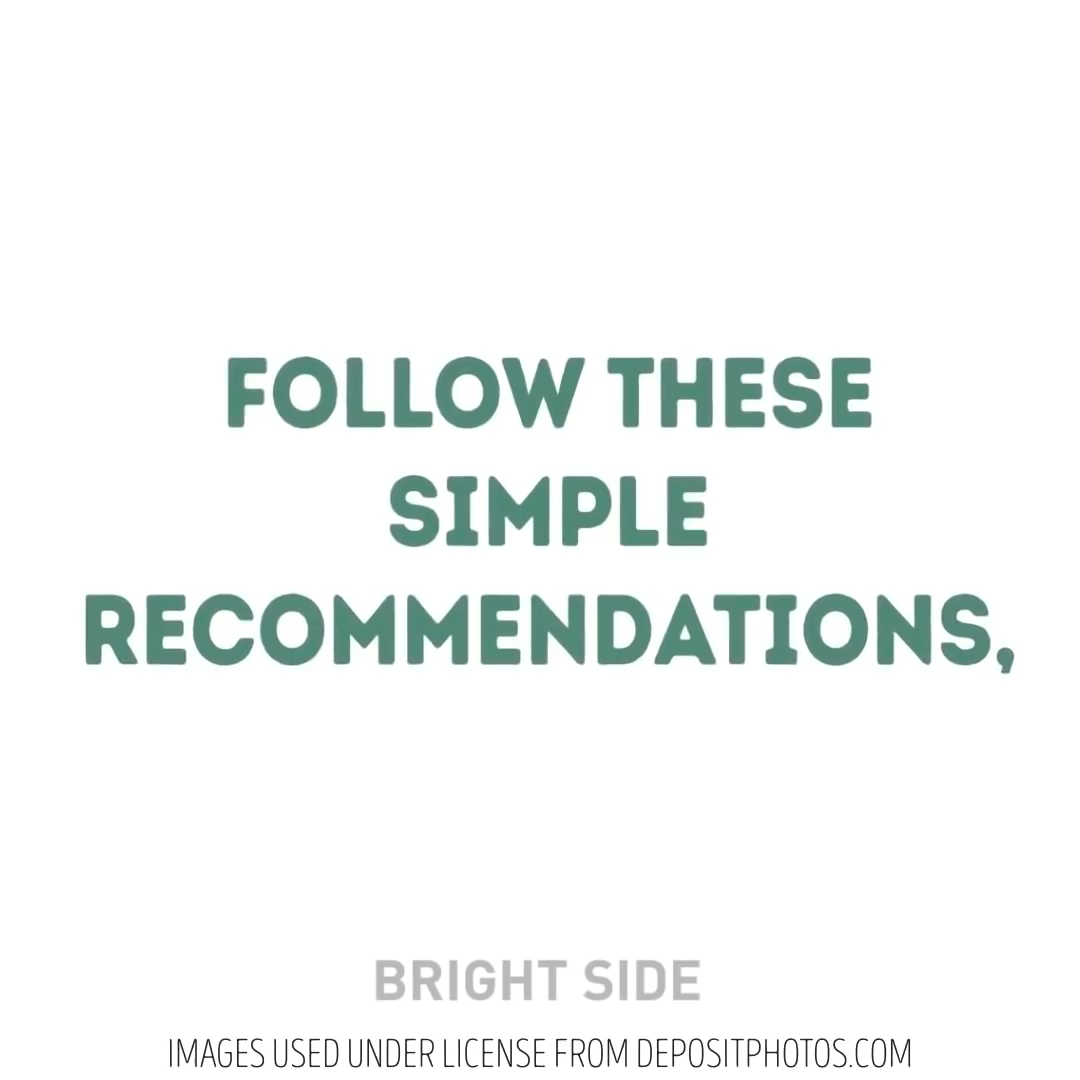 FOLLOW THESE
SIMPLE
RECOMMENDATIONS,
BRIGHT SIDE
IMAGES USED UNDER LICENSE FROM DEPOSITPHOTOS.COM